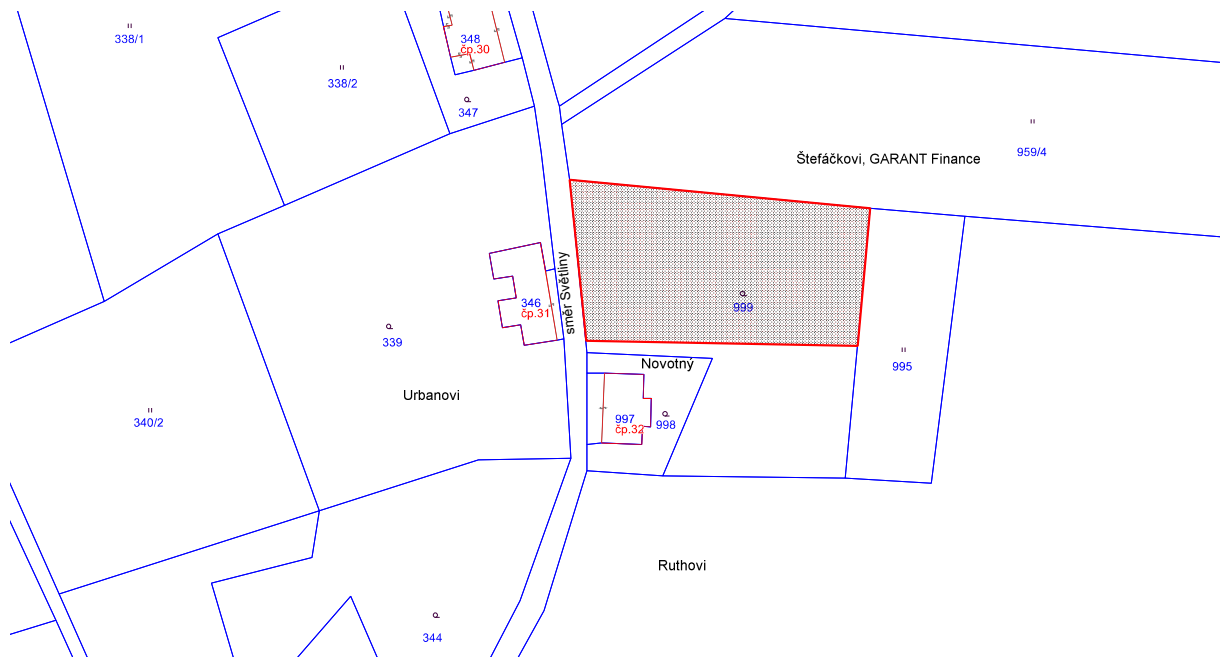 338/1
348
čp.30
338/2
347
959/4
Štefáčkovi, GARANT Finance
směr Světliny
346
čp.31
999
339
Novotný
995
Urbanovi
340/2
997
čp.32
998
Ruthovi
344